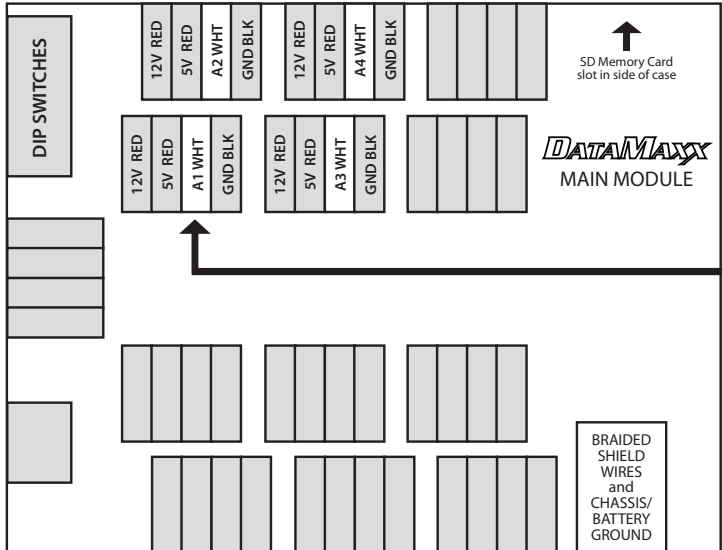 DIP SWITCHES
12V RED
5V RED
A2 WHT
GND BLK
12V RED
5V RED
A4 WHT
GND BLK
SD Memory Card
slot in side of case
12V RED
5V RED
A1 WHT
GND BLK
12V RED
5V RED
A3 WHT
GND BLK
DATAMAXX
MAIN MODULE
BRAIDED
SHIELD
WIRES
and
CHASSIS/
BATTERY
GROUND